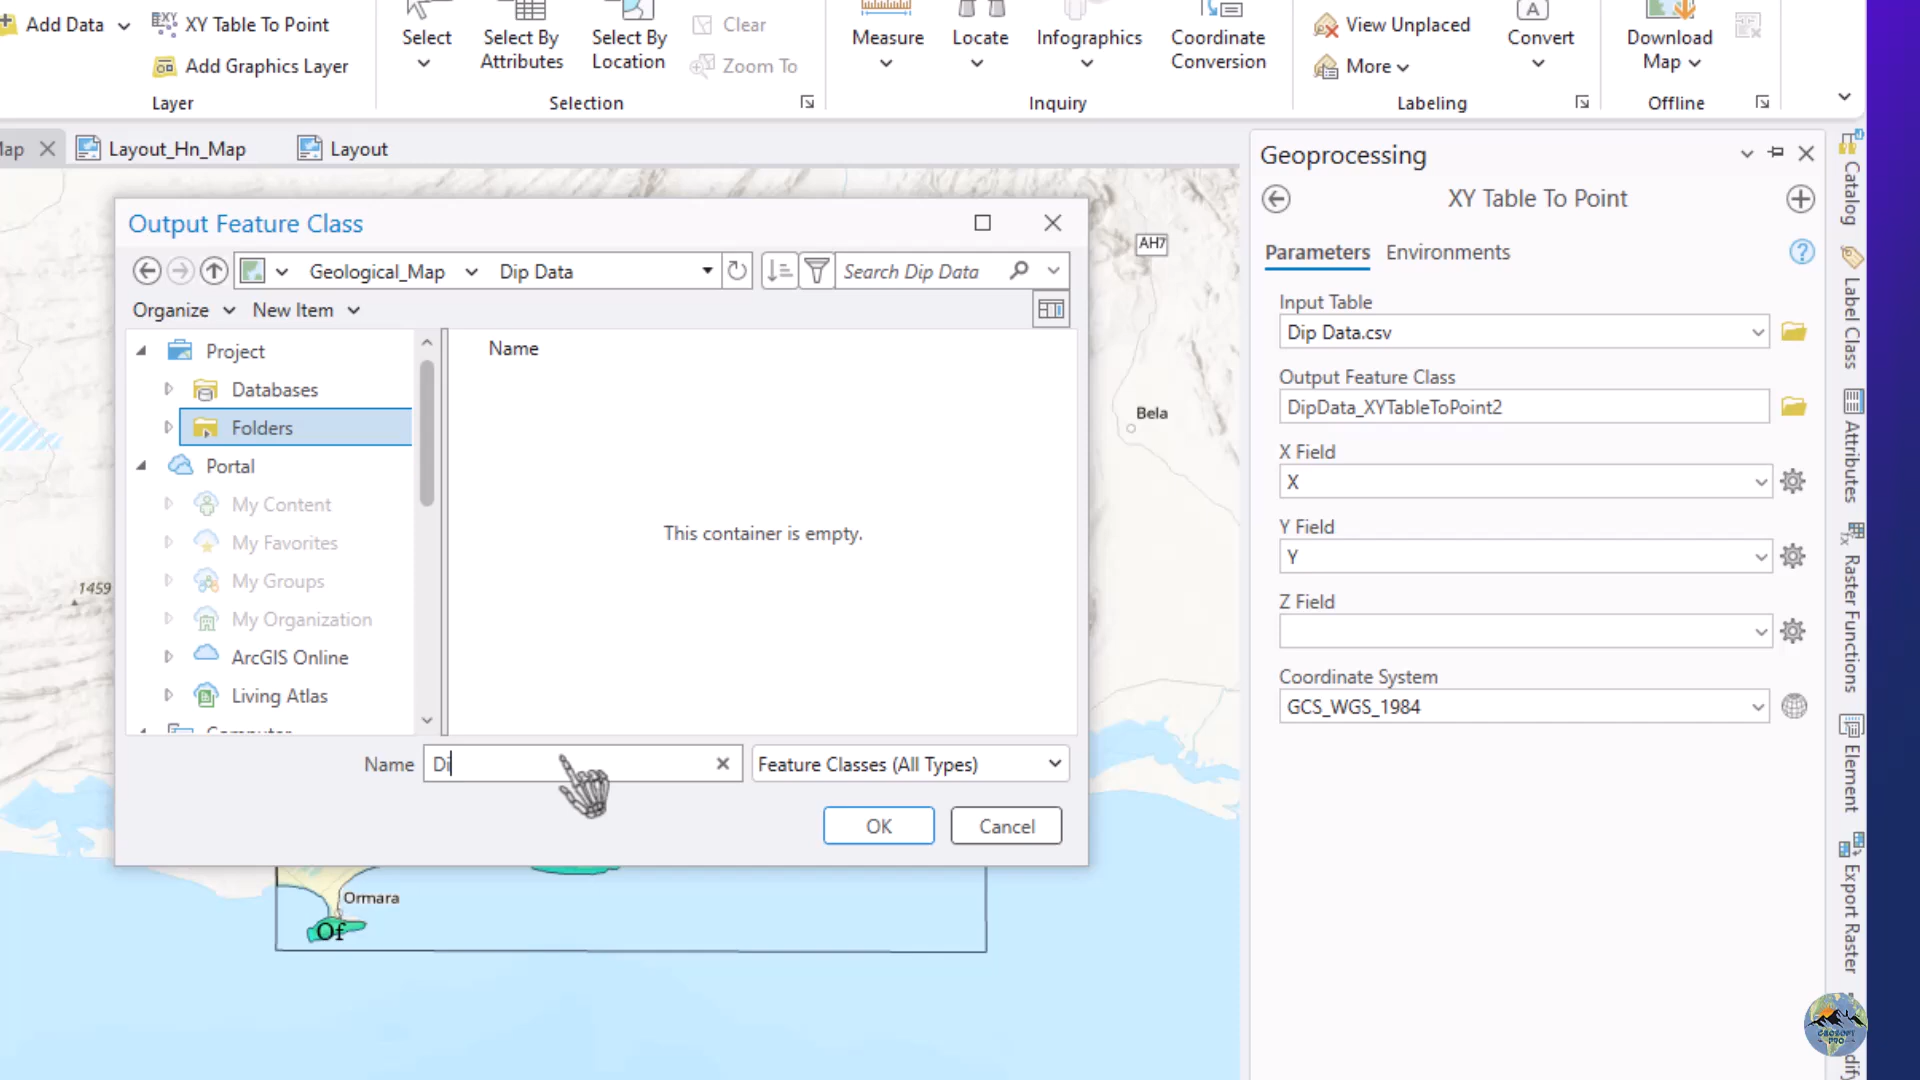 Add Data
XY Table To Point
Add Graphics Layer
Layer
Select
Select By
Attributes
Select By
Location
Clear
Zoom To
Selection
Measure
Locate
Infographics
Coordinate
Conversion
Inquiry
View Unplaced
More
Labeling
Convert
Download
Map
Offline
Layout_Hn_Map
Layout
Output Feature Class
Geological_Map
Dip Data
Search Dip Data
Organize
New Item
Project
Databases
Folders
Portal
My Content
My Favorites
My Groups
My Organization
ArcGIS Online
Living Atlas
Name
This container is empty.
Name
Di
Feature Classes (All Types)
OK
Cancel
AH7
Bela
1459
Ormara
Of
Geoprocessing
XY Table To Point
Parameters
Environments
Input Table
Dip Data.csv
Output Feature Class
DipData_XYTableToPoint2
X Field
X
Y Field
Y
Z Field
Coordinate System
GCS_WGS_1984
Catalog
Label Class
Attributes
Raster Functions
Element
Export Raster